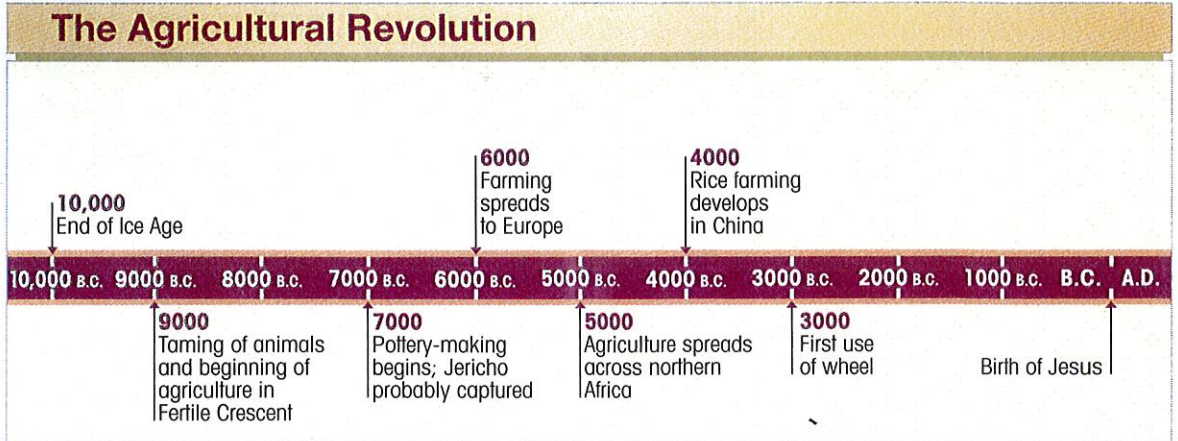 The Agricultural Revolution
10,000
End of Ice Age
6000
Farming
spreads
to Europe
4000
Rice farming
develops
in China
10,000 B.C. 9000 B.C. 8000 B.C. 7000 B.C. 6000 B.C. 5000 B.C. 4000 B.C. 3000 B.C. 2000 B.C. 1000 B.C. B.C. A.D.
9000
Taming of animals
and beginning of
agriculture in
Fertile Crescent
7000
Pottery-making
begins; Jericho
probably captured
5000
Agriculture spreads
across northern
Africa
3000
First use
of wheel
Birth of Jesus